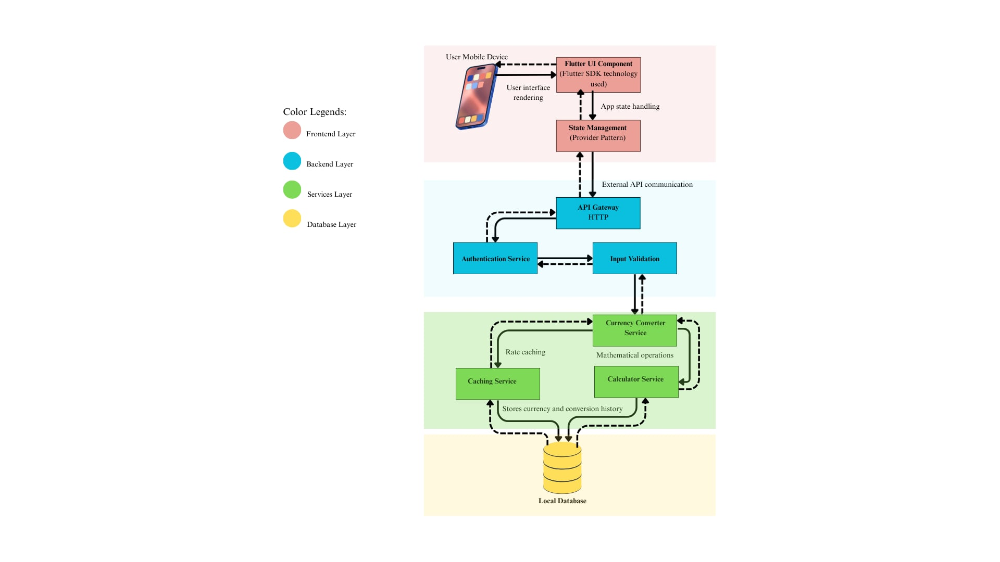 User Mobile Device
Flutter UI Component
(Flutter SDK technology
used)
User interface
rendering
App state handling
State Management
(Provider Pattern)
Color Legends:
Frontend Layer
Backend Layer
Services Layer
Database Layer
External API communication
API Gateway
HTTP
Authentication Service
Input Validation
Currency Converter
Service
Rate caching
Mathematical operations
Caching Service
Calculator Service
Stores currency and conversion history
Local Database